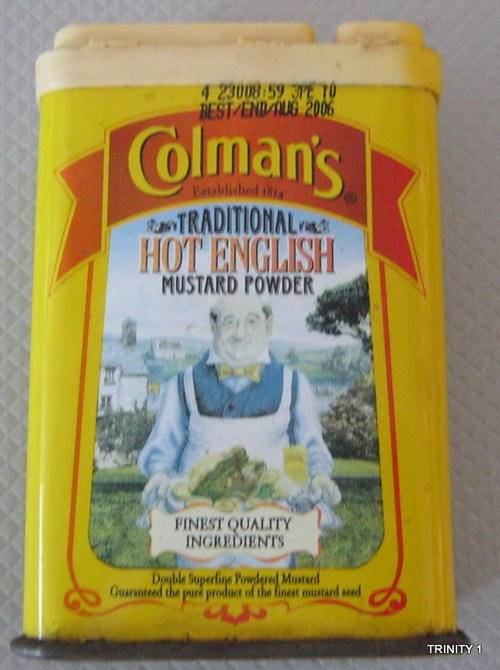 4 23008:59 3PE TO
BEST/END/AUG 2006
Colman's®
Established 1814
TRADITIONAL
HOT ENGLISH
MUSTARD POWDER
FINEST QUALITY
INGREDIENTS
Double Superfine Powdered Mustard
Guaranteed the pure product of the finest mustard seed
TRINITY 1